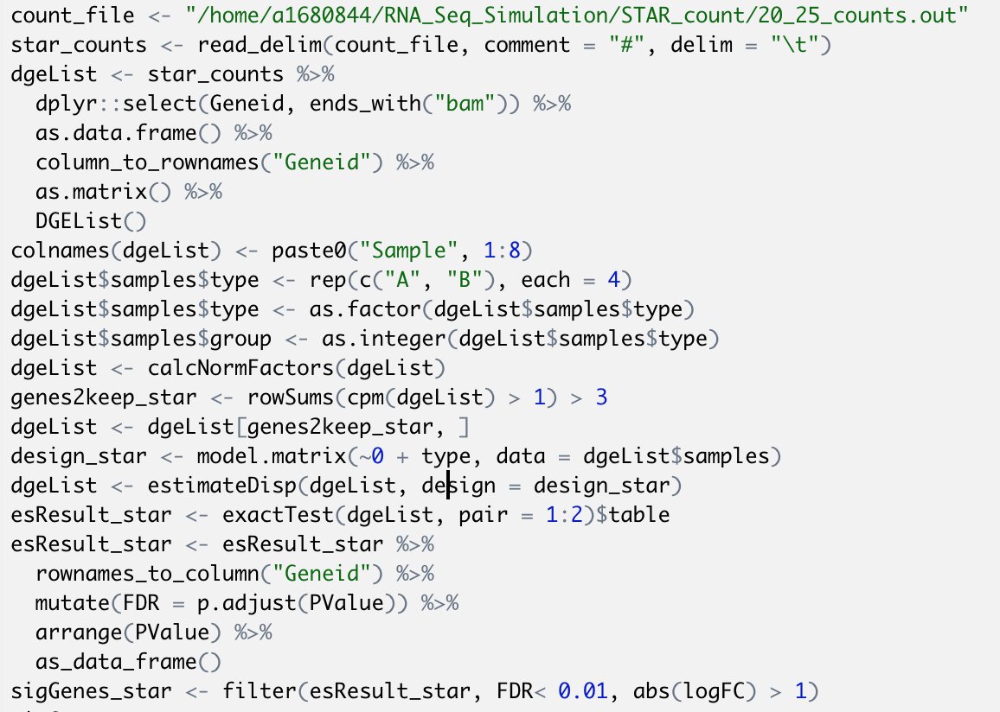 count_file <- "/home/a1680844/RNA_Seq_Simulation/STAR_count/20_25_counts.out"
star_counts <- read_delim(count_file, comment = "#", delim = "\t")
dgeList <- star_counts %>%
  dplyr::select(Geneid, ends_with("bam")) %>%
  as.data.frame() %>%
  column_to_rownames("Geneid") %>%
  as.matrix() %>%
  DGEList()
colnames(dgeList) <- paste0("Sample", 1:8)
dgeList$samples$type <- rep(c("A", "B"), each = 4)
dgeList$samples$type <- as.factor(dgeList$samples$type)
dgeList$samples$group <- as.integer(dgeList$samples$type)
dgeList <- calcNormFactors(dgeList)
genes2keep_star <- rowSums(cpm(dgeList) > 1) > 3
dgeList <- dgeList[genes2keep_star, ]
design_star <- model.matrix(~0 + type, data = dgeList$samples)
dgeList <- estimateDisp(dgeList, design = design_star)
esResult_star <- exactTest(dgeList, pair = 1:2)$table
esResult_star <- esResult_star %>%
  rownames_to_column("Geneid") %>%
  mutate(FDR = p.adjust(PValue)) %>%
  arrange(PValue) %>%
  as_data_frame()
sigGenes_star <- filter(esResult_star, FDR< 0.01, abs(logFC) > 1)